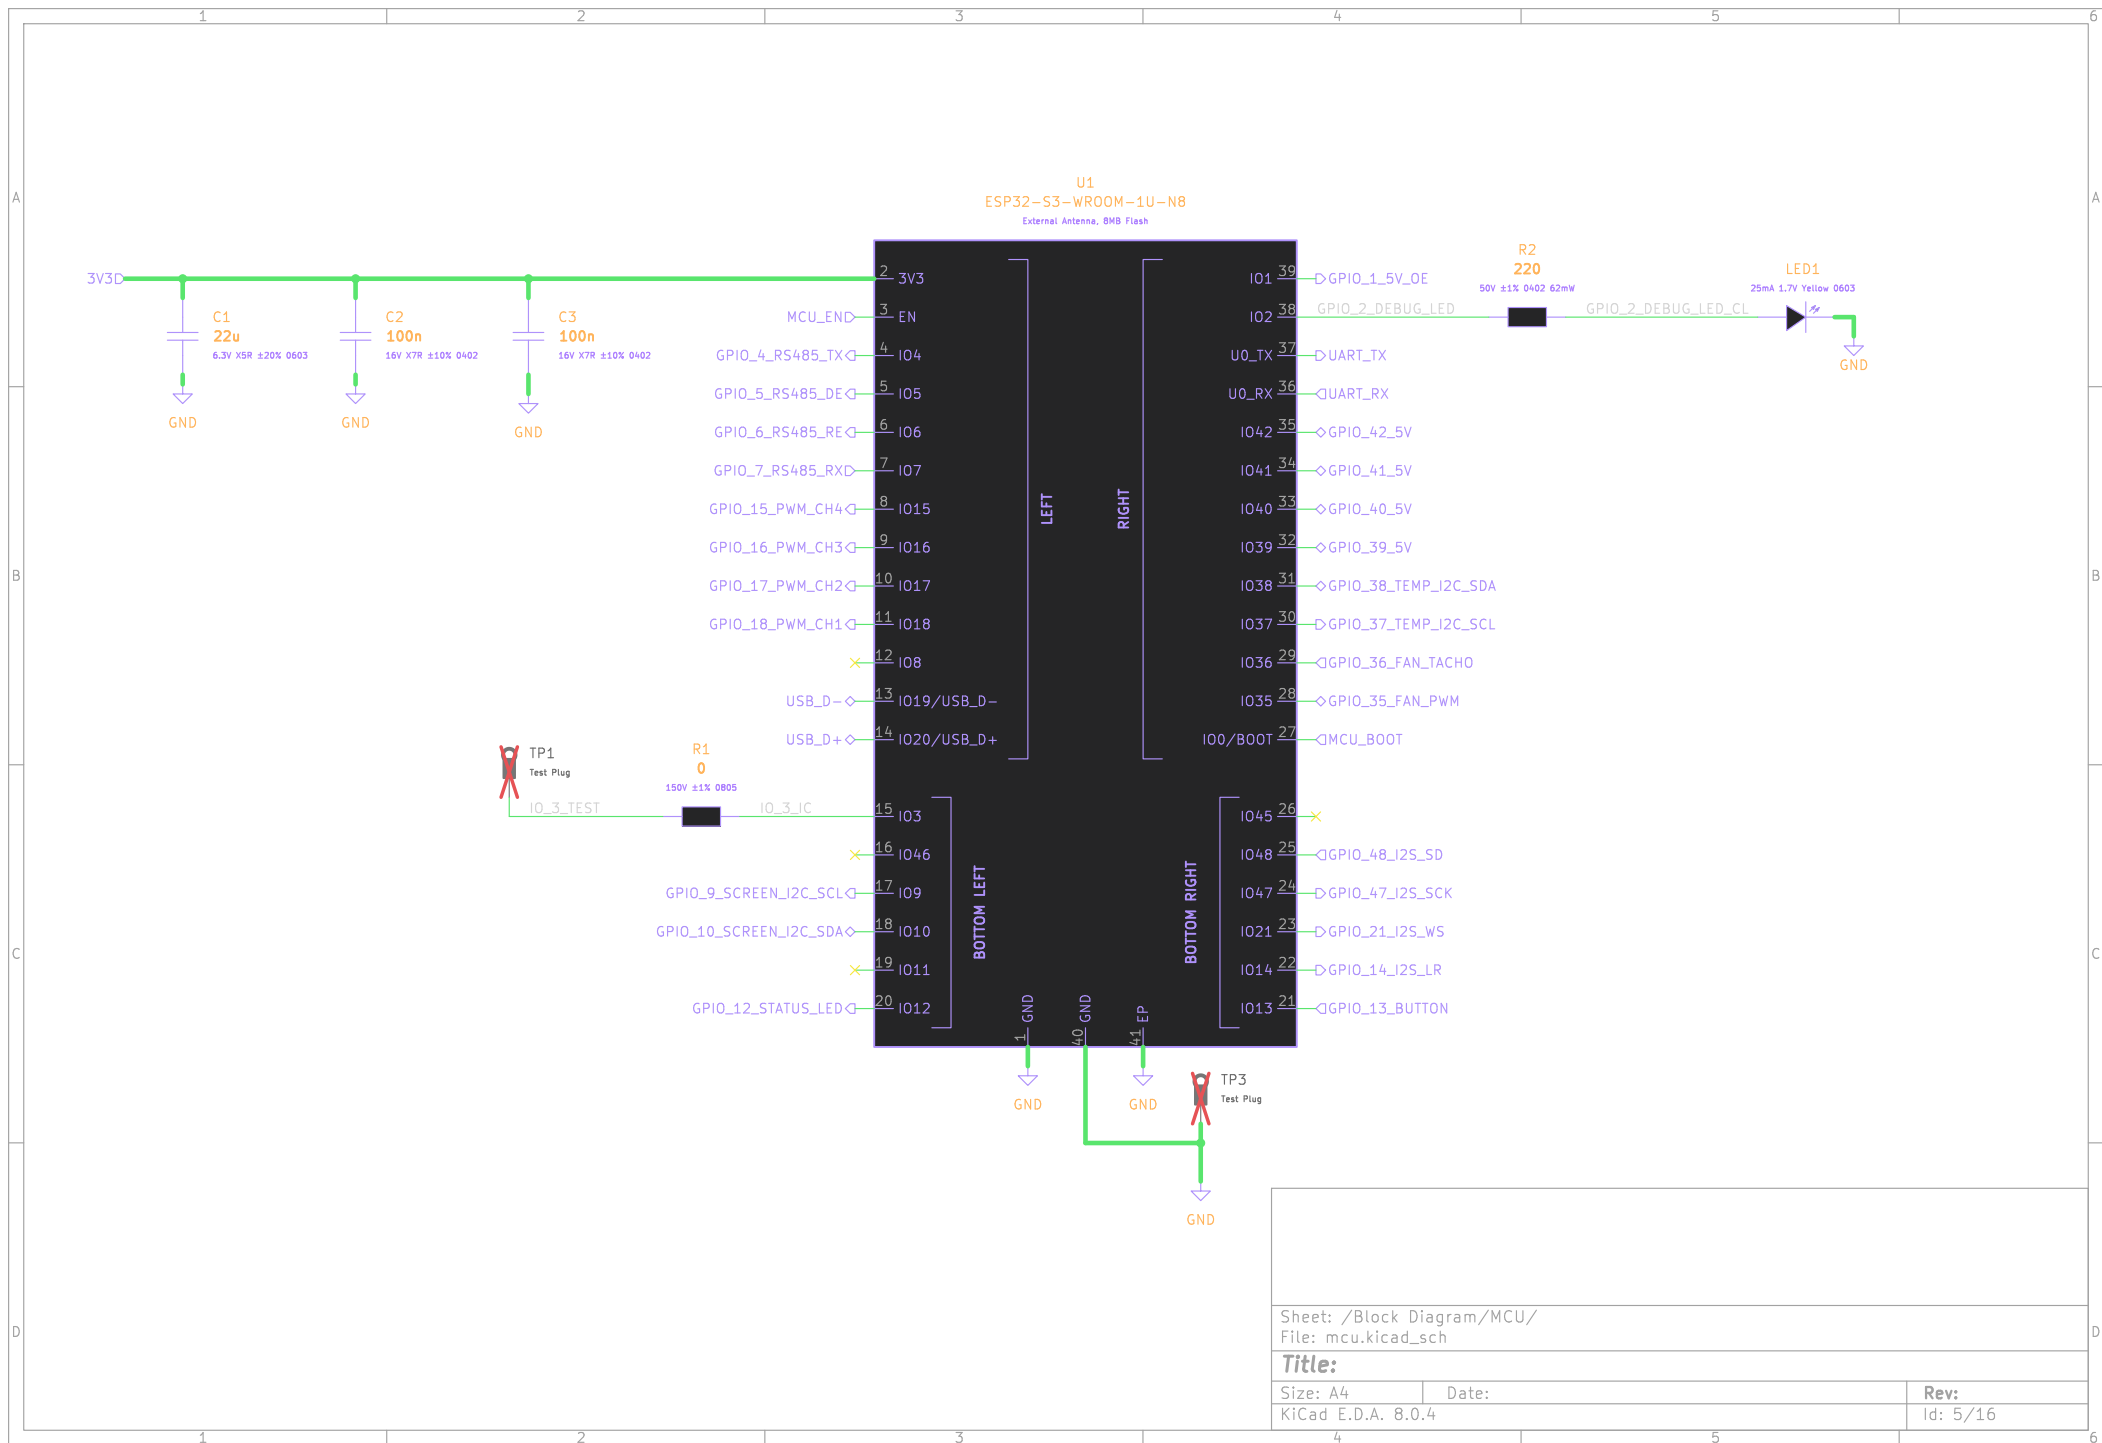 1 2 3 4 5 6
A A
B B
C C
D D
U1
ESP32-S3-WROOM-1U-N8
External Antenna, 8MB Flash
3V3
C1
22u
6.3V X5R ±20% 0603
GND
C2
100n
16V X7R ±10% 0402
GND
C3
100n
16V X7R ±10% 0402
GND
2 3V3
MCU_EN 3 EN
GPIO_4_RS485_TX 4 IO4
GPIO_5_RS485_DE 5 IO5
GPIO_6_RS485_RE 6 IO6
GPIO_7_RS485_RX 7 IO7
GPIO_15_PWM_CH4 8 IO15
GPIO_16_PWM_CH3 9 IO16
GPIO_17_PWM_CH2 10 IO17
GPIO_18_PWM_CH1 11 IO18
12 IO8
USB_D- 13 IO19/USB_D-
USB_D+ 14 IO20/USB_D+
LEFT
TP1
Test Plug
IO_3_TEST
R1
0
150V ±1% 0805
IO_3_IC
15 IO3
16 IO46
GPIO_9_SCREEN_I2C_SCL 17 IO9
GPIO_10_SCREEN_I2C_SDA 18 IO10
19 IO11
GPIO_12_STATUS_LED 20 IO12
BOTTOM LEFT
RIGHT
IO1 39 GPIO_1_5V_OE
IO2 38 GPIO_2_DEBUG_LED
R2
220
50V ±1% 0402 62mW
GPIO_2_DEBUG_LED_CL
LED1
25mA 1.7V Yellow 0603
GND
U0_TX 37 UART_TX
U0_RX 36 UART_RX
IO42 35 GPIO_42_5V
IO41 34 GPIO_41_5V
IO40 33 GPIO_40_5V
IO39 32 GPIO_39_5V
IO38 31 GPIO_38_TEMP_I2C_SDA
IO37 30 GPIO_37_TEMP_I2C_SCL
IO36 29 GPIO_36_FAN_TACHO
IO35 28 GPIO_35_FAN_PWM
IO0/BOOT 27 MCU_BOOT
BOTTOM RIGHT
IO45 26
IO48 25 GPIO_48_I2S_SD
IO47 24 GPIO_47_I2S_SCK
IO21 23 GPIO_21_I2S_WS
IO14 22 GPIO_14_I2S_LR
IO13 21 GPIO_13_BUTTON
GND GND EP
1 40 41
GND GND
TP3
Test Plug
GND
Sheet: /Block Diagram/MCU/
File: mcu.kicad_sch
Title:
Size: A4 Date: Rev:
KiCad E.D.A. 8.0.4 Id: 5/16
1 2 3 4 5 6